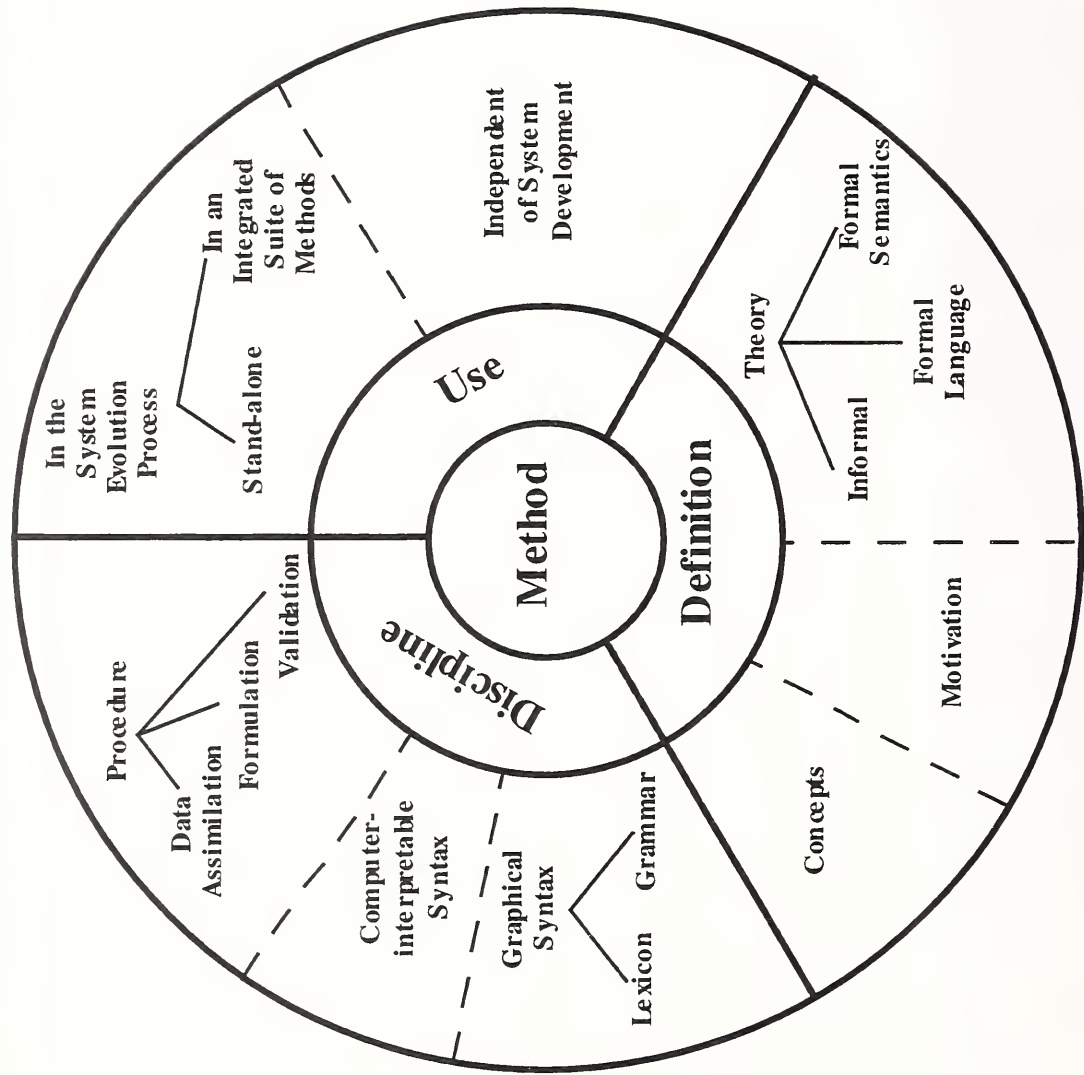 Method
Definition
Discipline
Use
Concepts
Motivation
Theory
Informal
Formal
Language
Formal
Semantics
Graphical
Syntax
Lexicon
Grammar
Computer-
interpretable
Syntax
Procedure
Data
Assimilation
Formulation
Validation
In the
System
Evolution
Process
Stand-alone
In an
Integrated
Suite of
Methods
Independent
of System
Development